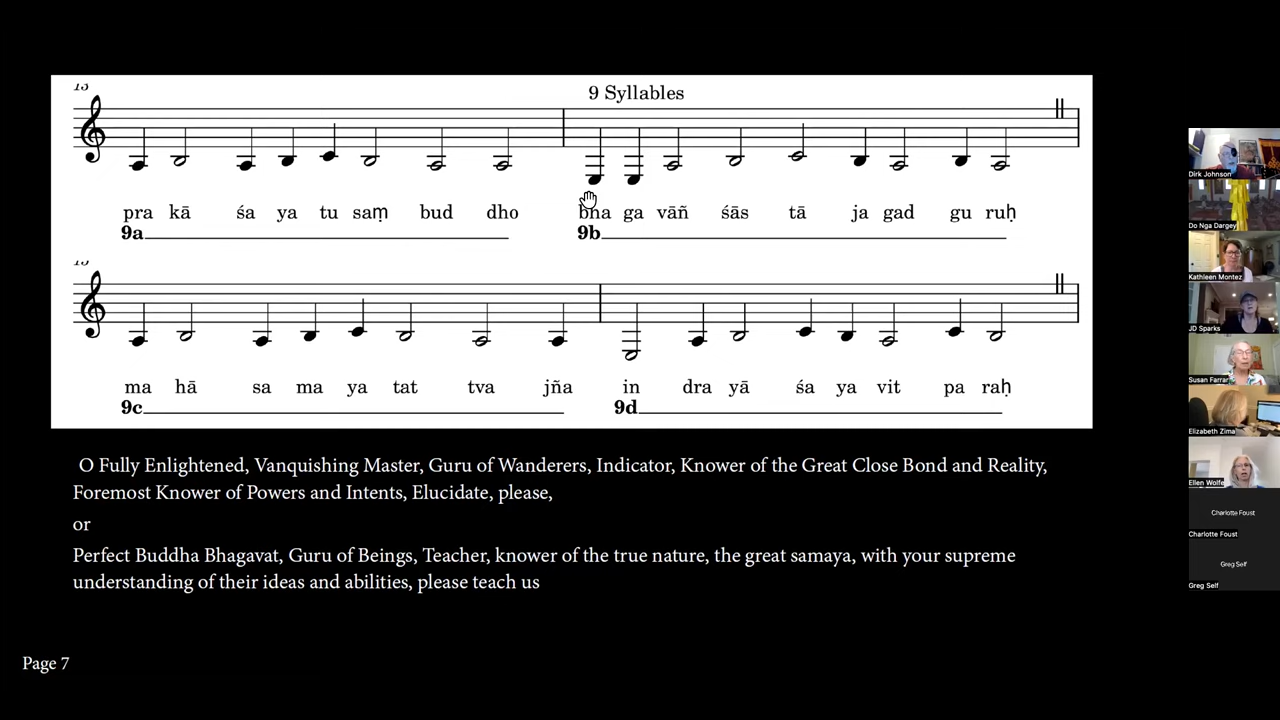 13
9 Syllables
pra kā śa ya tu saṃ bud dho bha ga vāñ śās tā ja gad gu ruḥ
9a 9b
15
ma hā sa ma ya tat tva jña in dra yā śa ya vit pa raḥ
9c 9d
O Fully Enlightened, Vanquishing Master, Guru of Wanderers, Indicator, Knower of the Great Close Bond and Reality,
Foremost Knower of Powers and Intents, Elucidate, please,
or
Perfect Buddha Bhagavat, Guru of Beings, Teacher, knower of the true nature, the great samaya, with your supreme
understanding of their ideas and abilities, please teach us
Page 7
Dirk Johnson
Do Nga Dargey
Kathleen Montez
JD Sparks
Susan Farrar
Elizabeth Zima
Ellen Wolfe
Charlotte Foust
Charlotte Foust
Greg Self
Greg Self